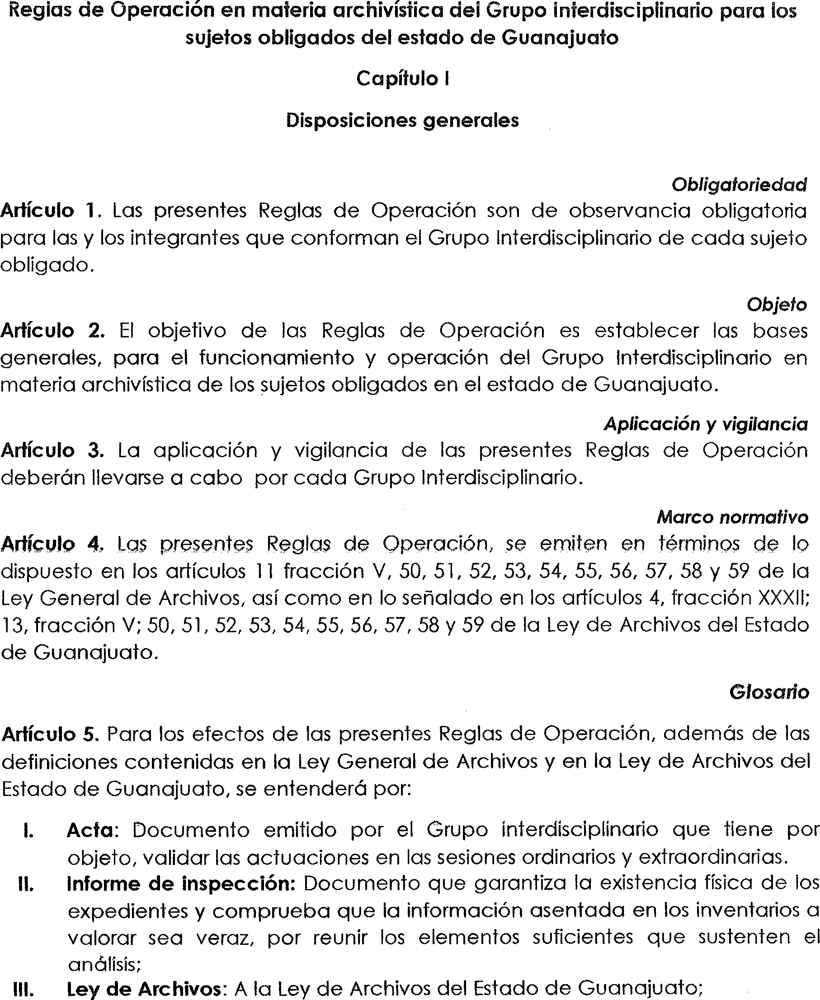 Reglas de Operación en materia archivística del Grupo Interdisciplinario para los
sujetos obligados del estado de Guanajuato
Capítulo I
Disposiciones generales
Obligatoriedad
Artículo 1. Las presentes Reglas de Operación son de observancia obligatoria
para las y los integrantes que conforman el Grupo Interdisciplinario de cada sujeto
obligado.
Objeto
Artículo 2. El objetivo de las Reglas de Operación es establecer las bases
generales, para el funcionamiento y operación del Grupo Interdisciplinario en
materia archivística de los sujetos obligados en el estado de Guanajuato.
Aplicación y vigilancia
Artículo 3. La aplicación y vigilancia de las presentes Reglas de Operación
deberán llevarse a cabo por cada Grupo Interdisciplinario.
Marco normativo
Artículo 4. Las presentes Reglas de Operación, se emiten en términos de lo
dispuesto en los artículos 11 fracción V, 50, 51, 52, 53, 54, 55, 56, 57, 58 y 59 de la
Ley General de Archivos, así como en lo señalado en los artículos 4, fracción XXXII;
13, fracción V; 50, 51, 52, 53, 54, 55, 56, 57, 58 y 59 de la Ley de Archivos del Estado
de Guanajuato.
Glosario
Artículo 5. Para los efectos de las presentes Reglas de Operación, además de las
definiciones contenidas en la Ley General de Archivos y en la Ley de Archivos del
Estado de Guanajuato, se entenderá por:
I. Acta: Documento emitido por el Grupo interdisciplinario que tiene por
objeto, validar las actuaciones en las sesiones ordinarios y extraordinarias.
II. Informe de inspección: Documento que garantiza la existencia física de los
expedientes y comprueba que la información asentada en los inventarios a
valorar sea veraz, por reunir los elementos suficientes que sustenten el
análisis;
III. Ley de Archivos: A la Ley de Archivos del Estado de Guanajuato;